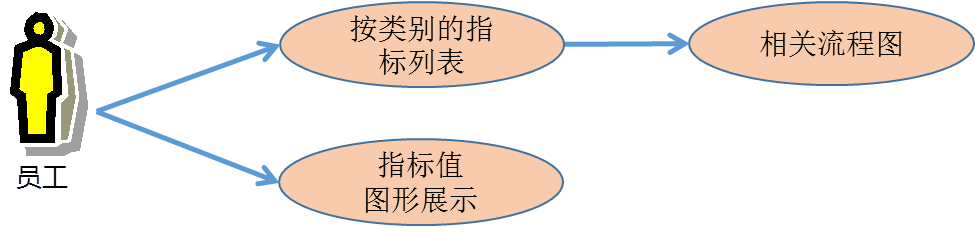 按类别的指
标列表
相关流程图
员工
指标值
图形展示